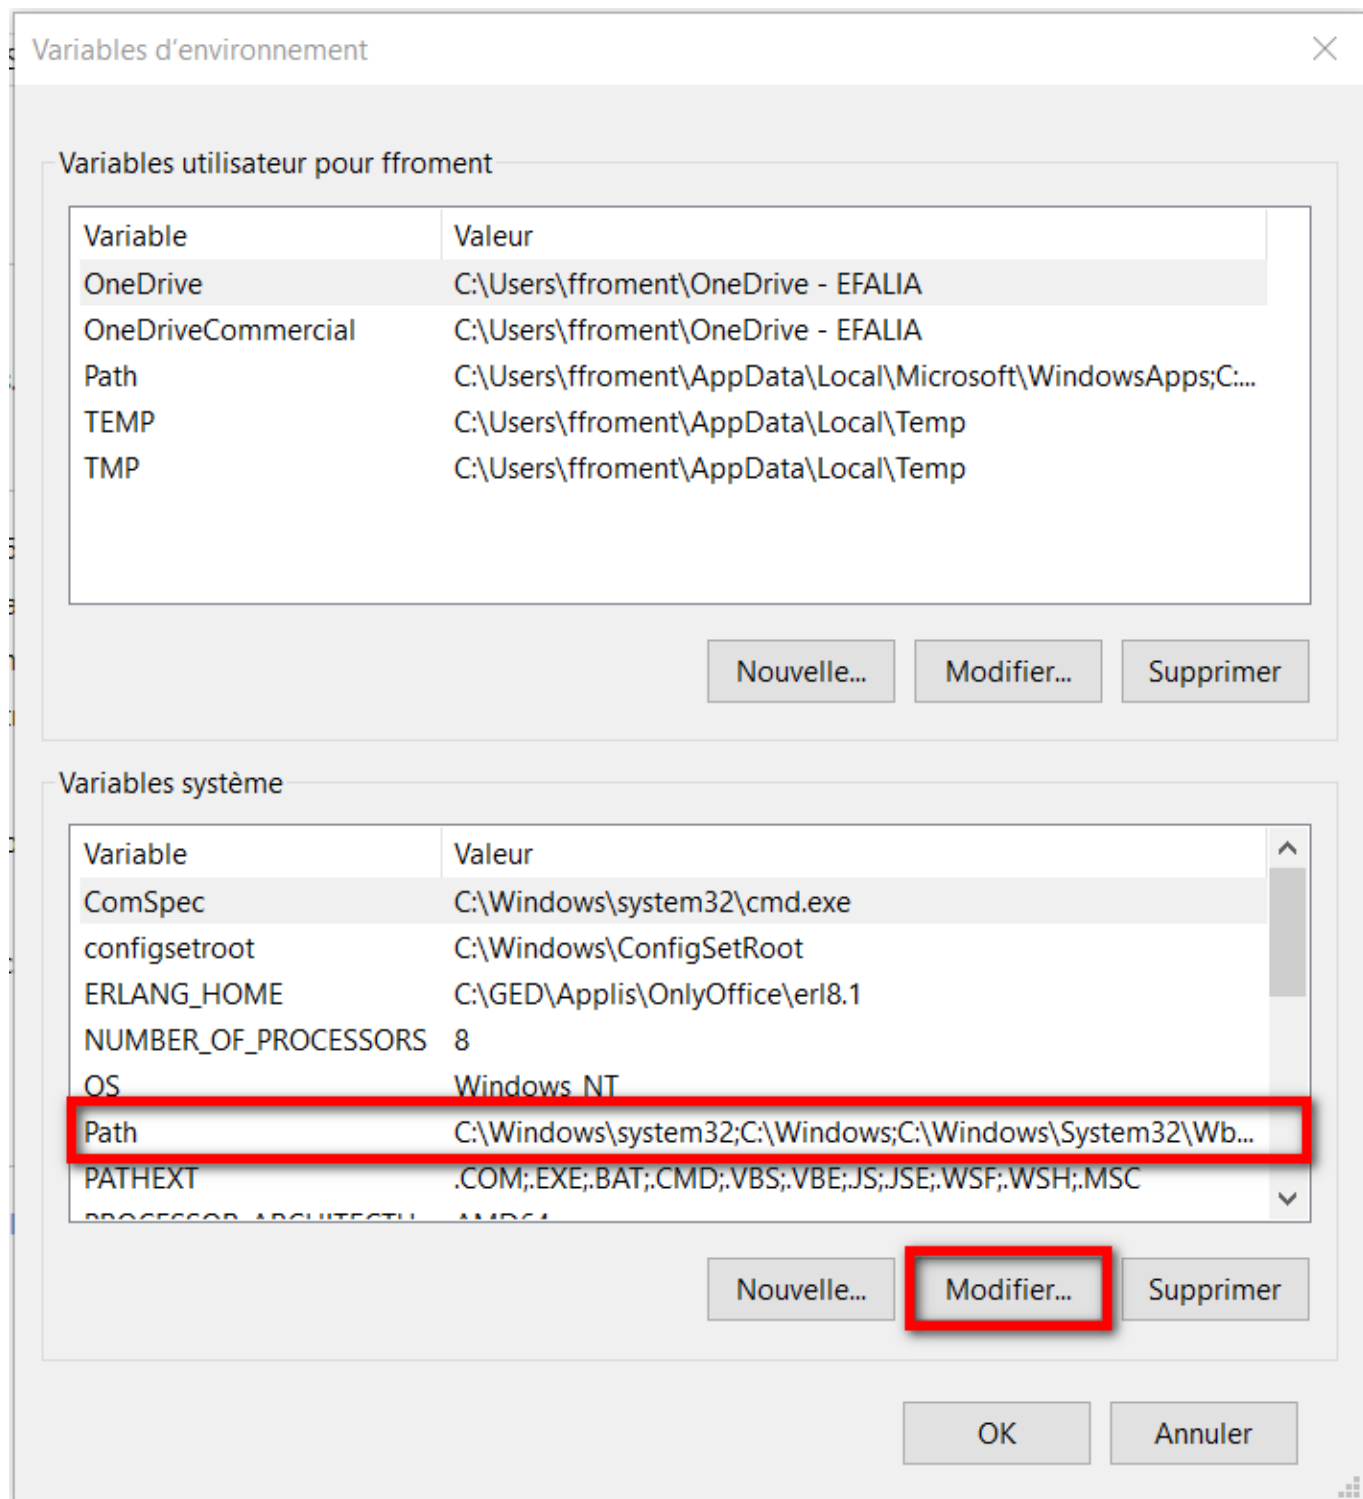 Variables d'environnement
Variables utilisateur pour ffroment
Variable Valeur
OneDrive C:\Users\ffroment\OneDrive - EFALIA
OneDriveCommercial C:\Users\ffroment\OneDrive - EFALIA
Path C:\Users\ffroment\AppData\Local\Microsoft\WindowsApps;C:...
TEMP C:\Users\ffroment\AppData\Local\Temp
TMP C:\Users\ffroment\AppData\Local\Temp
Nouvelle... Modifier... Supprimer
Variables système
Variable Valeur
ComSpec C:\Windows\system32\cmd.exe
configsetroot C:\Windows\ConfigSetRoot
ERLANG_HOME C:\GED\Applis\OnlyOffice\erl8.1
NUMBER_OF_PROCESSORS 8
OS Windows_NT
Path C:\Windows\system32;C:\Windows;C:\Windows\System32\Wb...
PATHEXT .COM;.EXE;.BAT;.CMD;.VBS;.VBE;.JS;.JSE;.WSF;.WSH;.MSC
PROCESSOR_ARCHITECTU... AMD64
Nouvelle... Modifier... Supprimer
OK Annuler